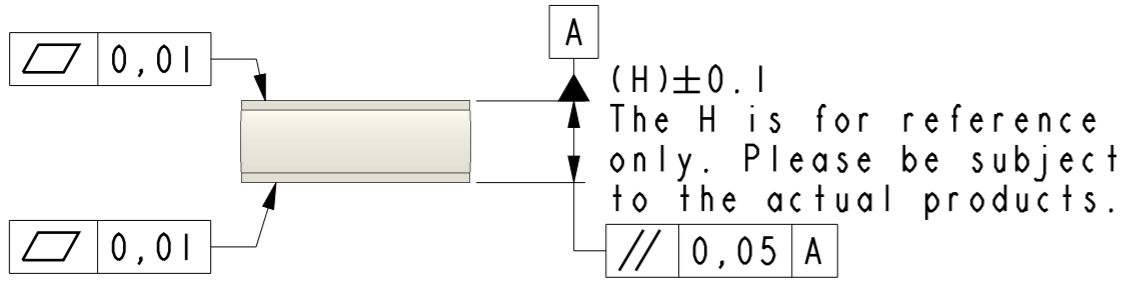 A
0,01
(H)±0.1
The H is for reference
only. Please be subject
to the actual products.
0,01
// 0,05 A